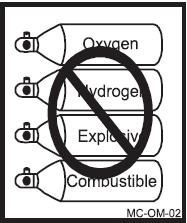 Oxygen
Hydrogen
Explosive
Combustible
MC-OM-02